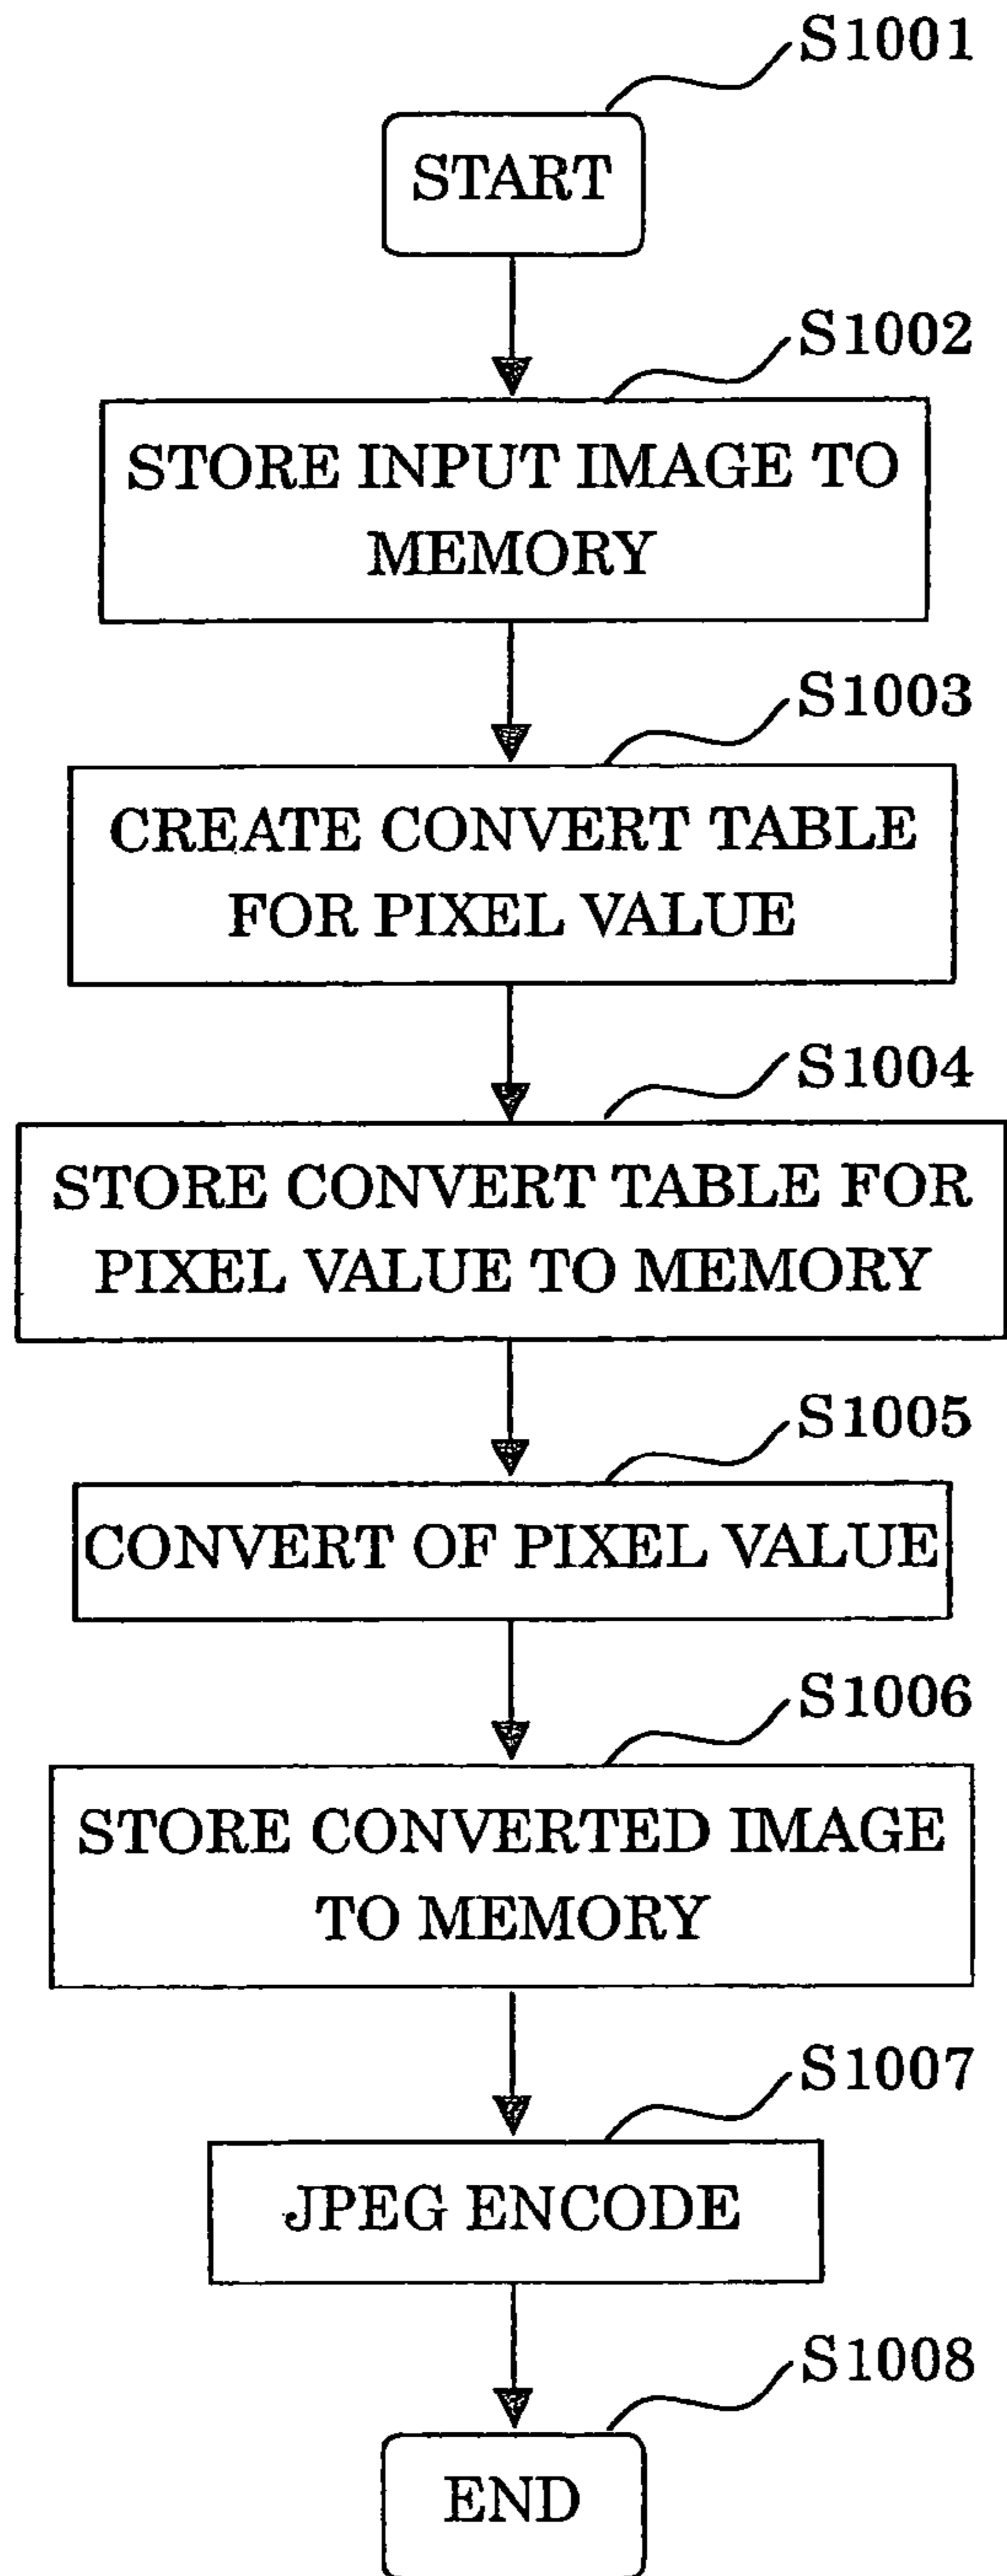 S1001
START
S1002
STORE INPUT IMAGE TO
MEMORY
S1003
CREATE CONVERT TABLE
FOR PIXEL VALUE
S1004
STORE CONVERT TABLE FOR
PIXEL VALUE TO MEMORY
S1005
CONVERT OF PIXEL VALUE
S1006
STORE CONVERTED IMAGE
TO MEMORY
S1007
JPEG ENCODE
S1008
END